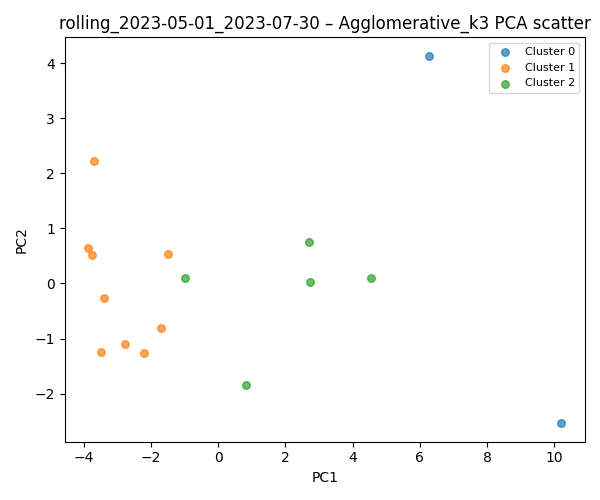 rolling_2023-05-01_2023-07-30 – Agglomerative_k3 PCA scatter
Cluster 0
Cluster 1
Cluster 2
PC2
4
3
2
1
0
−1
−2
−4
−2
0
2
4
6
8
10
PC1